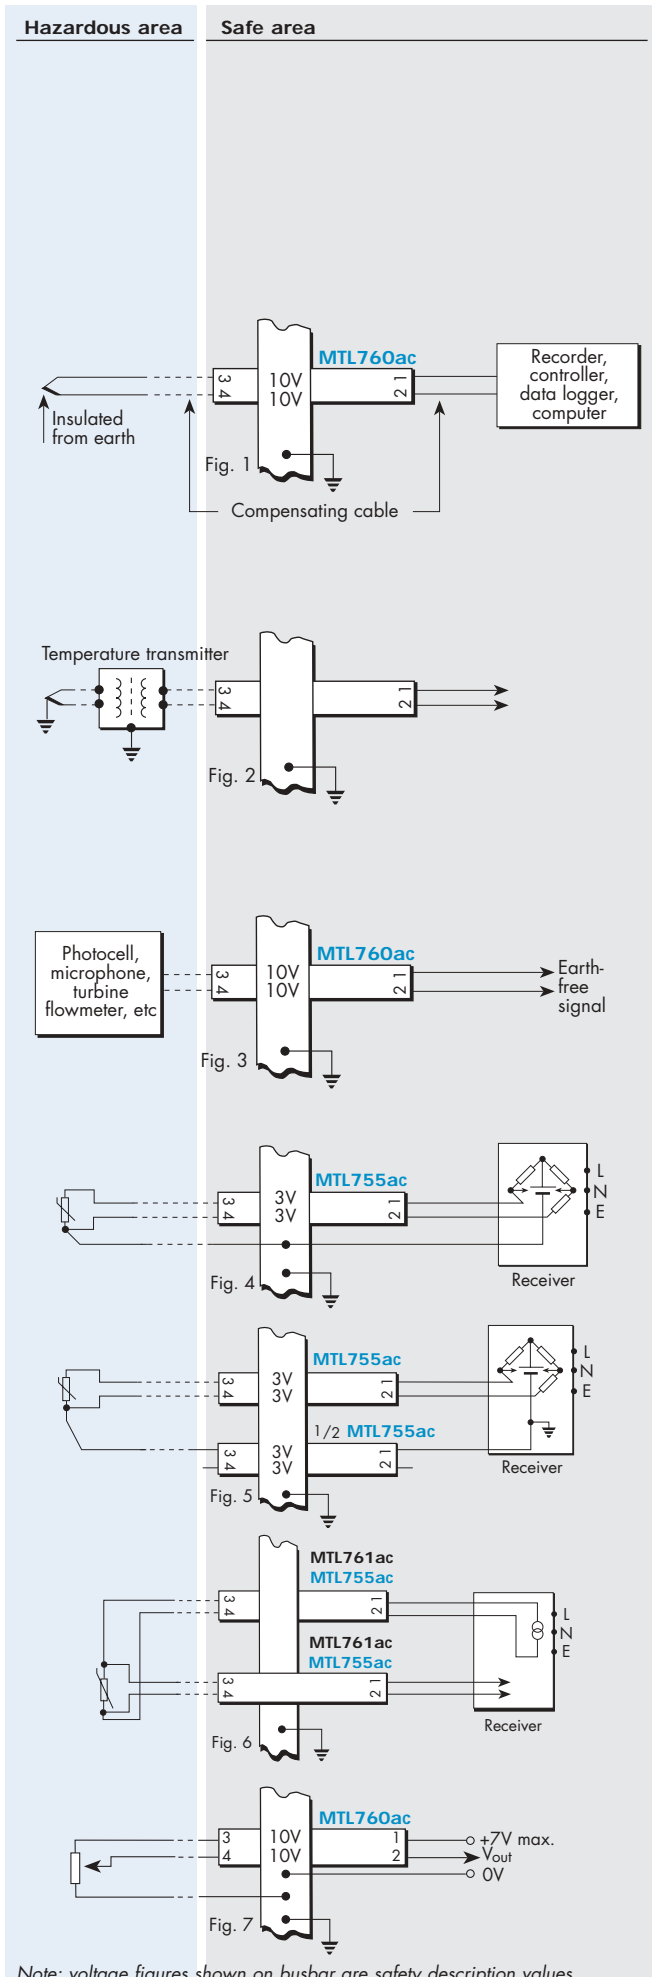 Hazardous area
Safe area
MTL760ac
Recorder,
controller,
data logger,
computer
3
4
10V
10V
1
2
Insulated
from earth
Fig. 1
Compensating cable
Temperature transmitter
3
4
1
2
Fig. 2
Photocell,
microphone,
turbine
flowmeter, etc
MTL760ac
3
4
10V
10V
1
2
Earth-
free
signal
Fig. 3
MTL755ac
3
4
3V
3V
1
2
L
N
E
Receiver
Fig. 4
MTL755ac
3
4
3V
3V
1
2
L
N
E
1/2 MTL755ac
3
4
3V
3V
1
2
Receiver
Fig. 5
MTL761ac
MTL755ac
3
4
1
2
L
N
E
MTL761ac
MTL755ac
3
4
1
2
Receiver
Fig. 6
MTL760ac
3
4
10V
10V
1
2
+7V max.
Vout
0V
Fig. 7
Note: voltage figures shown on busbar are safety description values